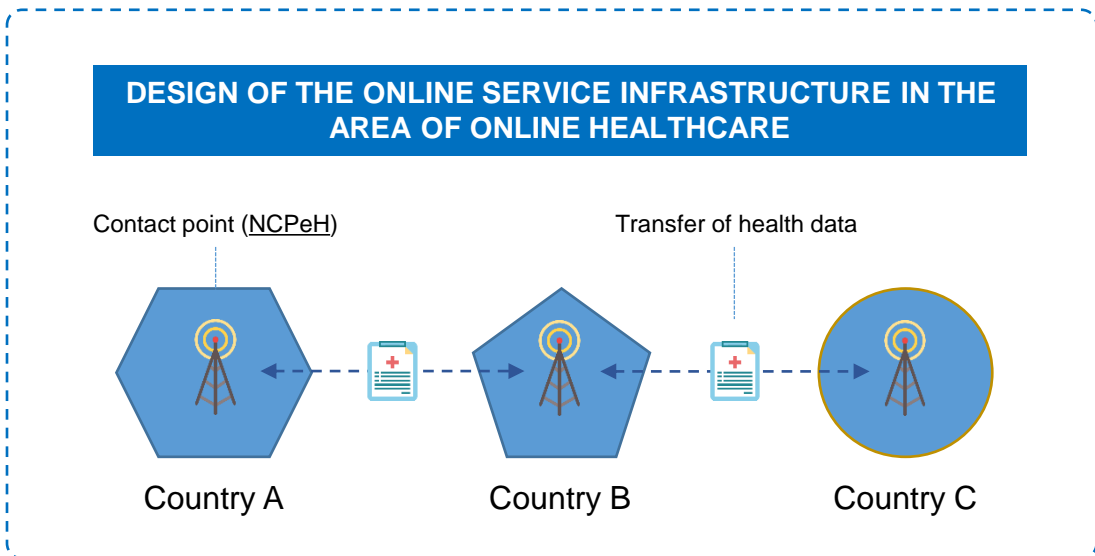 DESIGN OF THE ONLINE SERVICE INFRASTRUCTURE IN THE
AREA OF ONLINE HEALTHCARE
Contact point (NCPeH)
Transfer of health data
Country A
Country B
Country C